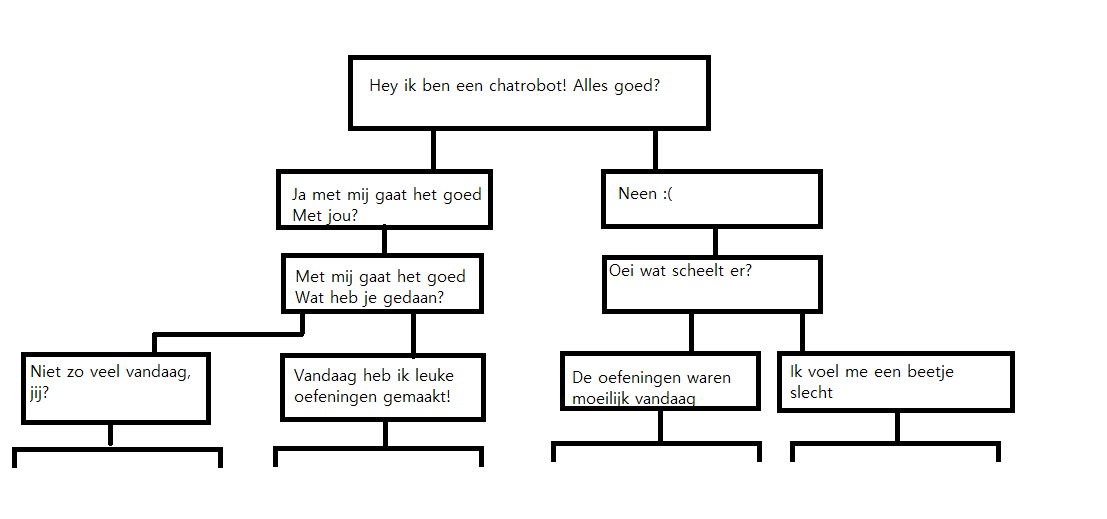 Hey ik ben een chatrobot! Alles goed?
Ja met mij gaat het goed
Met jou?
Neen :(
Met mij gaat het goed
Wat heb je gedaan?
Oei wat scheelt er?
Niet zo veel vandaag,
jij?
Vandaag heb ik leuke
oefeningen gemaakt!
De oefeningen waren
moeilijk vandaag
Ik voel me een beetje
slecht